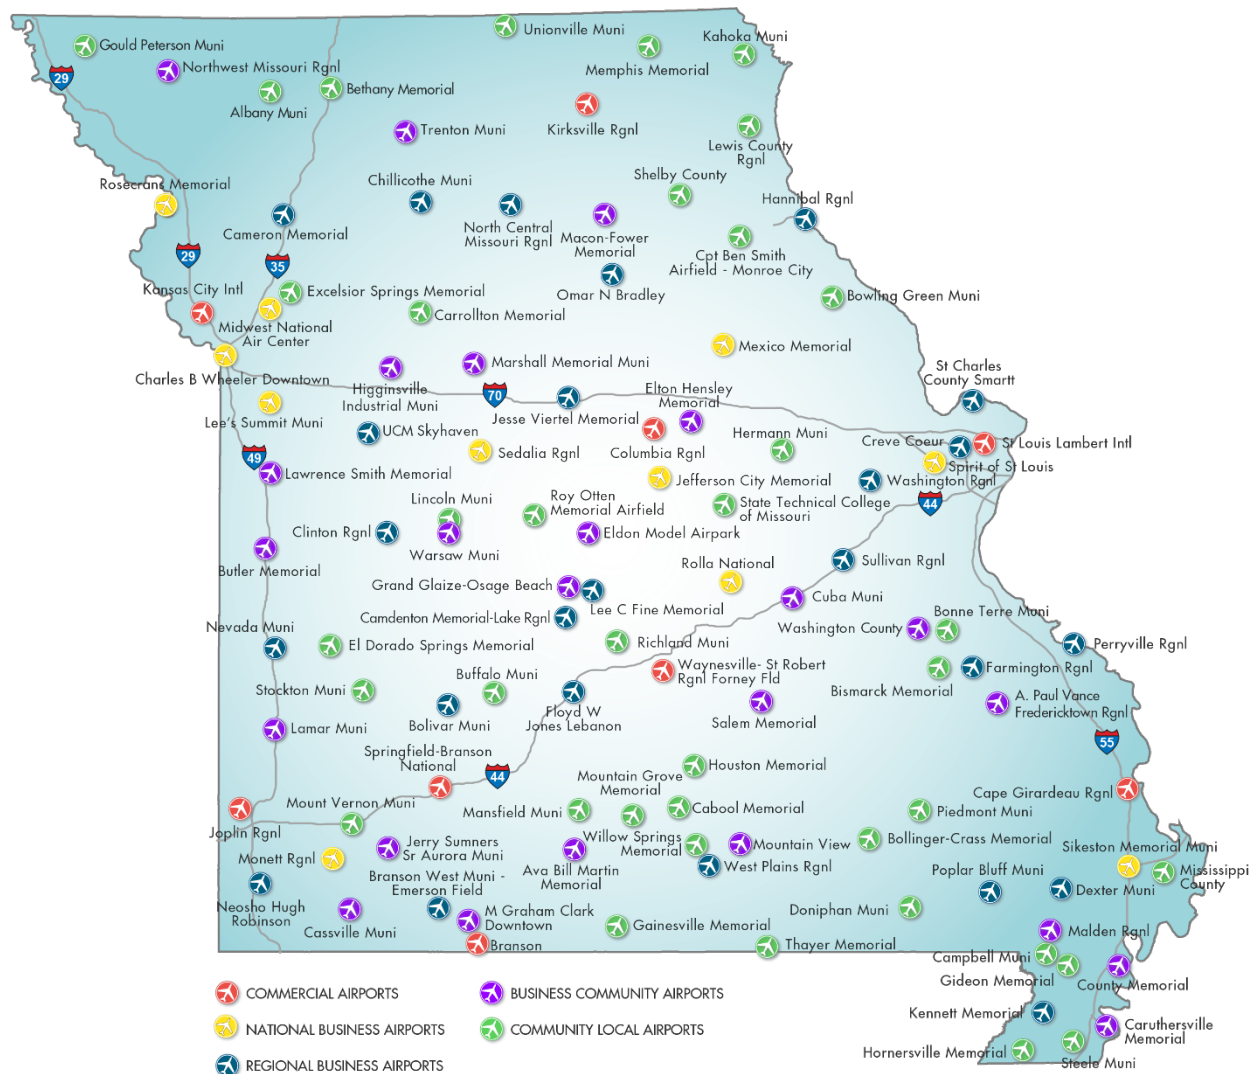 Unionville Muni
Gould Peterson Muni
Kahoka Muni
Memphis Memorial
29
Northwest Missouri Rgnl
Bethany Memorial
Albany Muni
Kirksville Rgnl
Trenton Muni
Lewis County
Rgnl
Shelby County
Chillicothe Muni
Rosecrans Memorial
Hannibal Rgnl
Cameron Memorial
North Central
Missouri Rgnl
Macon-Fower
Memorial
Cpt Ben Smith
Airfield - Monroe City
29
35
Kansas City Intl
Excelsior Springs Memorial
Omar N Bradley
Bowling Green Muni
Carrollton Memorial
Midwest National
Air Center
Mexico Memorial
Charles B Wheeler Downtown
Marshall Memorial Muni
St Charles
County Smartt
Higginsville
Industrial Muni
70
Elton Hensley
Memorial
Jesse Viertel Memorial
Lee's Summit Muni
UCM Skyhaven
Hermann Muni
Creve Coeur
St Louis Lambert Intl
49
Sedalia Rgnl
Columbia Rgnl
Spirit of St Louis
Lawrence Smith Memorial
Jefferson City Memorial
Washington Rgnl
Lincoln Muni
Roy Otten
Memorial Airfield
State Technical College
of Missouri
44
Clinton Rgnl
Warsaw Muni
Eldon Model Airpark
Butler Memorial
Rolla National
Sullivan Rgnl
Grand Glaize-Osage Beach
Lee C Fine Memorial
Cuba Muni
Camdenton Memorial-Lake Rgnl
Bonne Terre Muni
Nevada Muni
Washington County
El Dorado Springs Memorial
Richland Muni
Perryville Rgnl
Buffalo Muni
Waynesville- St Robert
Rgnl Forney Fld
Farmington Rgnl
Stockton Muni
Bismarck Memorial
Bolivar Muni
Floyd W
Jones Lebanon
Salem Memorial
A. Paul Vance
Fredericktown Rgnl
Lamar Muni
55
Springfield-Branson
National
44
Houston Memorial
Mountain Grove
Memorial
Cape Girardeau Rgnl
Mount Vernon Muni
Mansfield Muni
Cabool Memorial
Piedmont Muni
Joplin Rgnl
Jerry Sumners
Sr Aurora Muni
Willow Springs
Memorial
Mountain View
Bollinger-Crass Memorial
Sikeston Memorial Muni
Monett Rgnl
Branson West Muni -
Emerson Field
Ava Bill Martin
Memorial
West Plains Rgnl
Poplar Bluff Muni
Mississippi
County
Dexter Muni
Neosho Hugh
Robinson
Cassville Muni
M Graham Clark
Downtown
Doniphan Muni
Gainesville Memorial
Malden Rgnl
Branson
Thayer Memorial
Campbell Muni
Gideon Memorial
County Memorial
COMMERCIAL AIRPORTS
BUSINESS COMMUNITY AIRPORTS
Kennett Memorial
NATIONAL BUSINESS AIRPORTS
COMMUNITY LOCAL AIRPORTS
Caruthersville
Memorial
Hornersville Memorial
Steele Muni
REGIONAL BUSINESS AIRPORTS